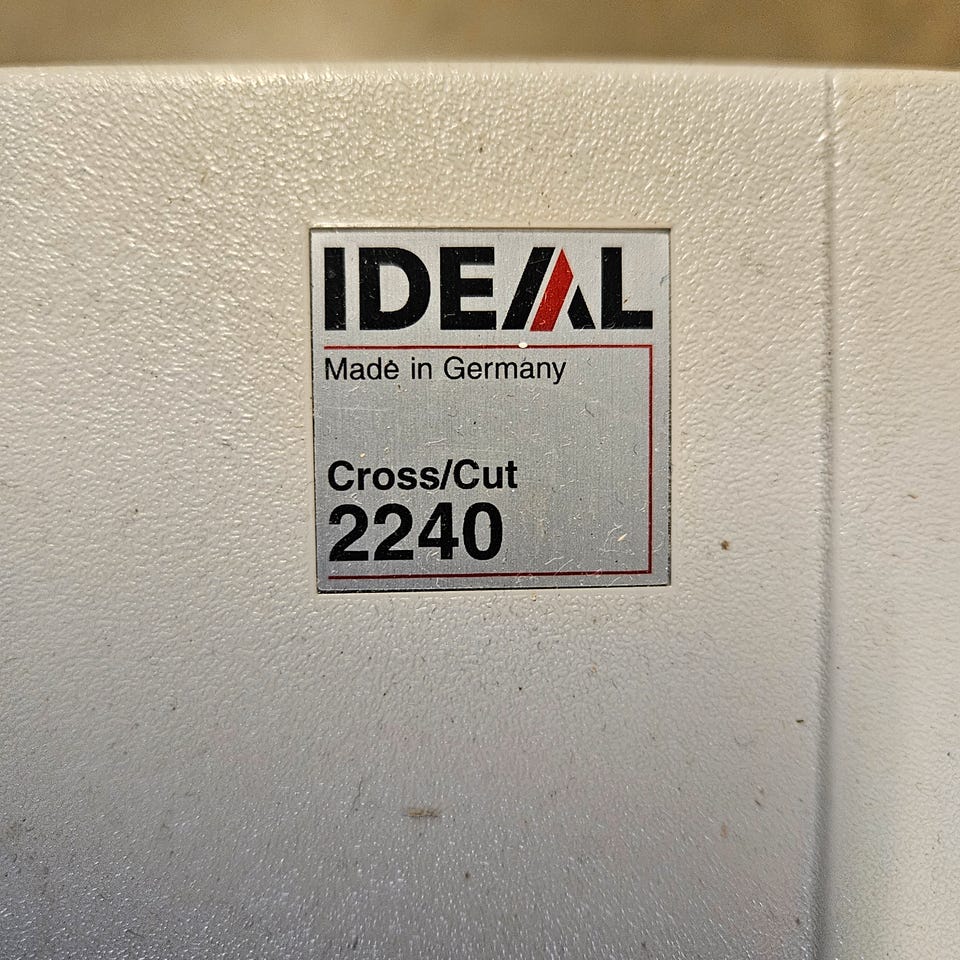 IDEAL
Made in Germany
Cross/Cut
2240